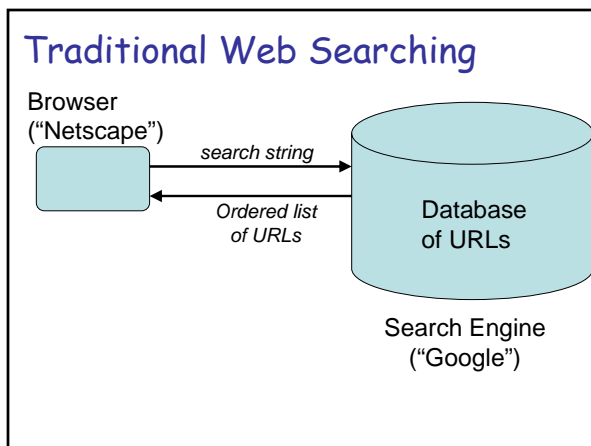 Traditional Web Searching
Browser
(“Netscape”)
search string
Ordered list
of URLs
Database
of URLs
Search Engine
(“Google”)